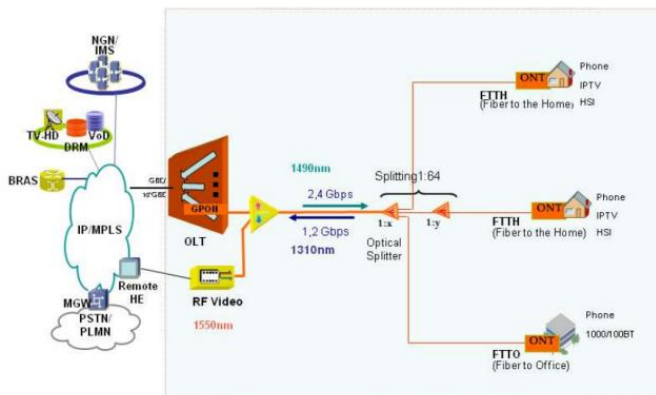 NGN/
IMS
TV-HD
VoD
DRM
BRAS
IP/MPLS
GBE/
GPON
OLT
1490nm
2,4 Gbps
1,2 Gbps
1310nm
Splitting1:64
1:x
1:y
Optical
Splitter
Remote
HE
RF Video
1550nm
MGW
PSTN/
PLMN
ONT
Phone
IPTV
HSI
FTTH
(Fiber to the Home)
ONT
Phone
IPTV
HSI
FTTH
(Fiber to the Home)
ONT
Phone
1000/100BT
FTTO
(Fiber to Office)